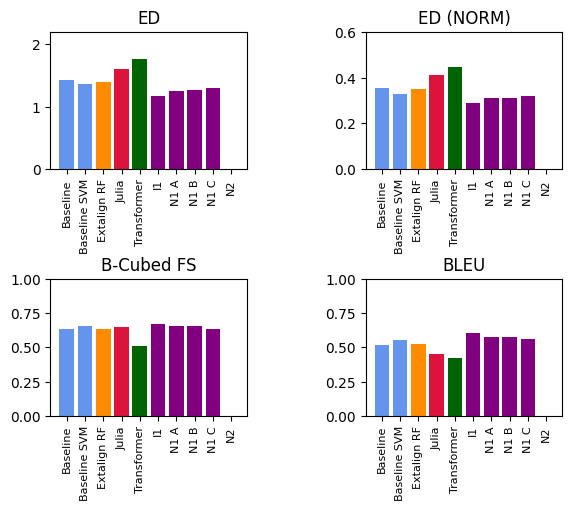 ED
2
1
0
Baseline
Baseline SVM
Extalign RF
Julia
Transformer
I1
N1 A
N1 B
N1 C
N2
ED (NORM)
0.6
0.4
0.2
0.0
Baseline
Baseline SVM
Extalign RF
Julia
Transformer
I1
N1 A
N1 B
N1 C
N2
B-Cubed FS
1.00
0.75
0.50
0.25
0.00
Baseline
Baseline SVM
Extalign RF
Julia
Transformer
I1
N1 A
N1 B
N1 C
N2
BLEU
1.00
0.75
0.50
0.25
0.00
Baseline
Baseline SVM
Extalign RF
Julia
Transformer
I1
N1 A
N1 B
N1 C
N2